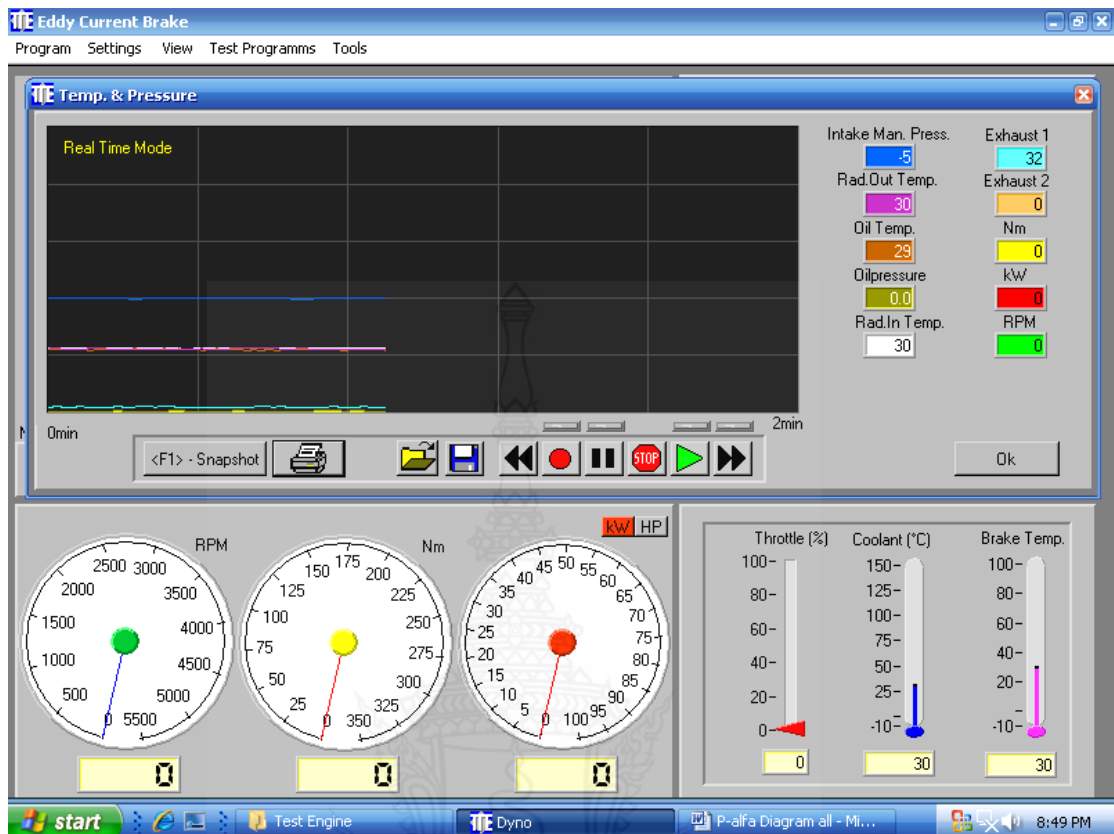 TE Eddy Current Brake
Program Settings View Test Programms Tools
TE Temp. & Pressure
Real Time Mode
0min
2min
Intake Man. Press.
-5
Rad.Out Temp.
30
Oil Temp.
29
Oilpressure
0.0
Rad.In Temp.
30
Exhaust 1
32
Exhaust 2
0
Nm
0
kW
0
RPM
0
<F1> - Snapshot
STOP
Ok
RPM
0 500 1000 1500 2000 2500 3000 3500 4000 4500 5000 5500
0
Nm
0 25 50 75 100 125 150 175 200 225 250 275 300 325 350
0
kW HP
0 5 10 15 20 25 30 35 40 45 50 55 60 65 70 75 80 85 90 95 100
0
Throttle (%)
100
80
60
40
20
0
0
Coolant (°C)
150
125
100
75
50
25
-10
30
Brake Temp.
100
80
60
40
20
-10
30
start
Test Engine
TE Dyno
P-alfa Diagram all - Mi...
8:49 PM